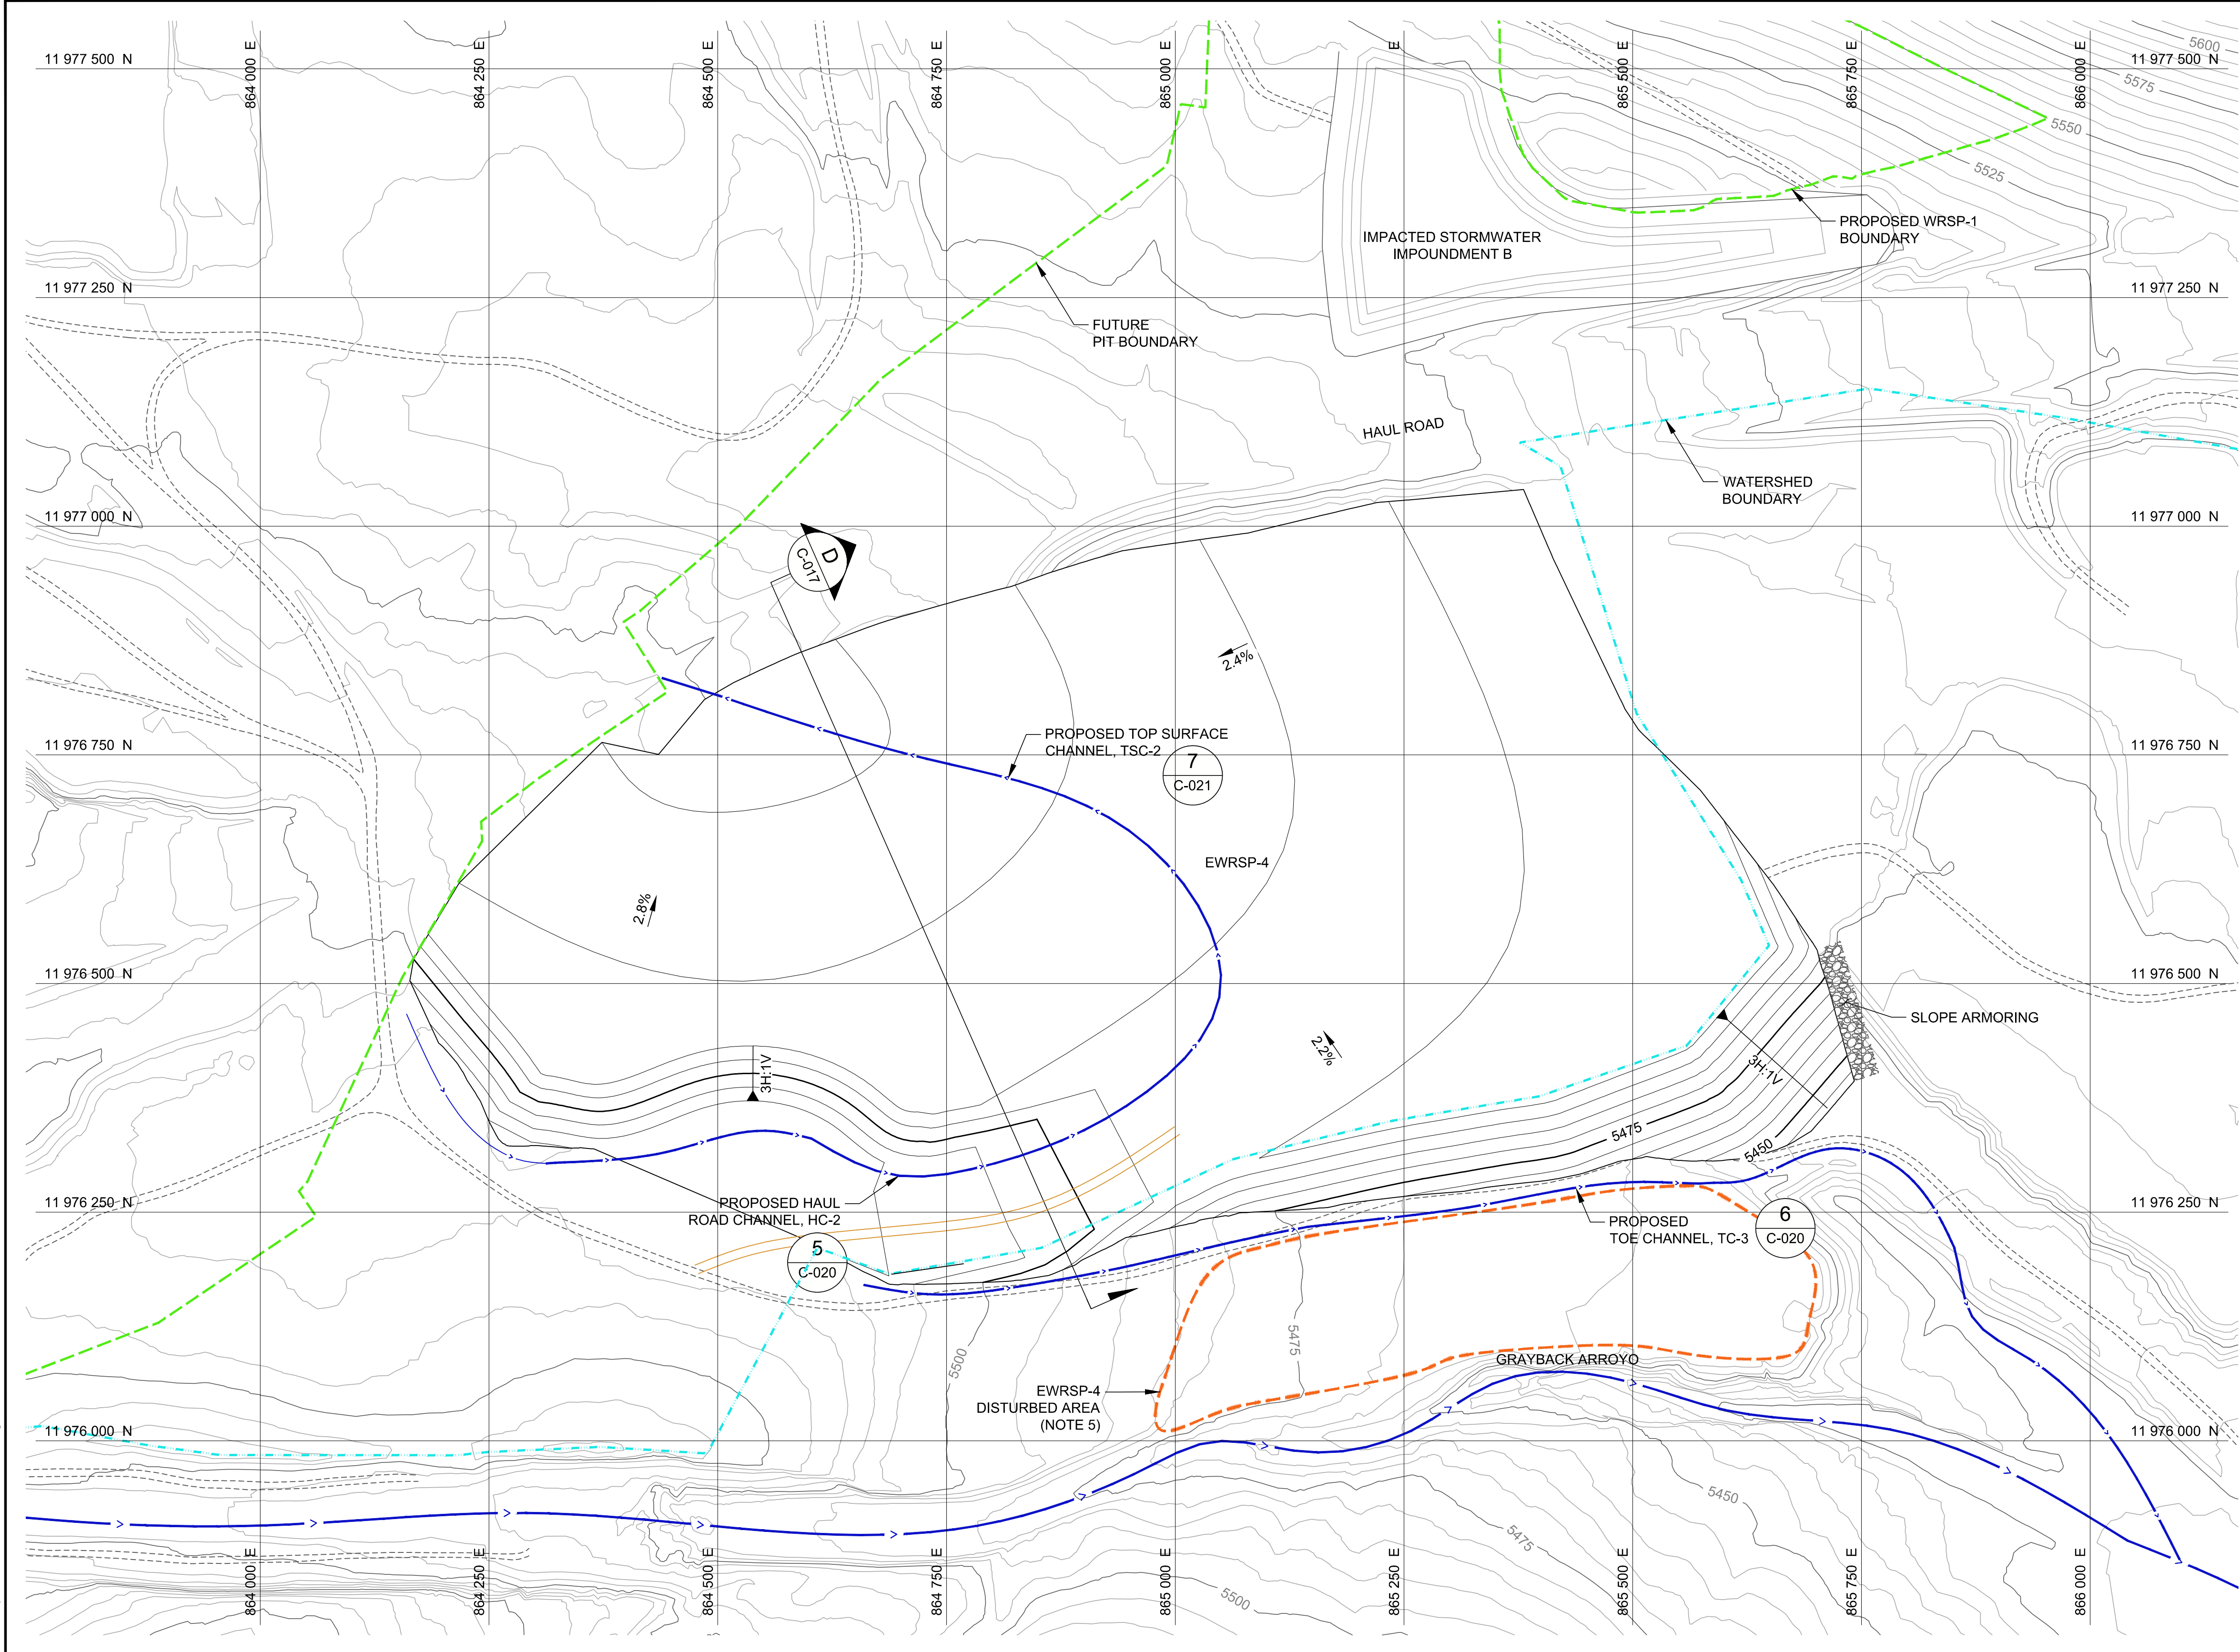 864 000 E
864 250 E
864 500 E
864 750 E
865 000 E
E
865 500 E
865 750 E
866 000 E
5600
11 977 500 N
11 977 500 N
5575
5550
5525
PROPOSED WRSP-1
BOUNDARY
IMPACTED STORMWATER
IMPOUNDMENT B
11 977 250 N
11 977 250 N
FUTURE
PIT BOUNDARY
HAUL ROAD
WATERSHED
BOUNDARY
11 977 000 N
11 977 000 N
D
C-017
2.4%
PROPOSED TOP SURFACE
CHANNEL, TSC-2
11 976 750 N
11 976 750 N
7
C-021
EWRSP-4
2.8%
11 976 500 N
11 976 500 N
SLOPE ARMORING
2.2%
3H:1V
3H:1V
5475
5450
PROPOSED HAUL
ROAD CHANNEL, HC-2
11 976 250 N
11 976 250 N
PROPOSED
TOE CHANNEL, TC-3
6
C-020
5
C-020
5500
5475
GRAYBACK ARROYO
EWRSP-4
DISTURBED AREA
(NOTE 5)
11 976 000 N
11 976 000 N
5450
5475
5500
864 000 E
864 250 E
864 500 E
864 750 E
865 000 E
865 250 E
865 500 E
865 750 E
866 000 E